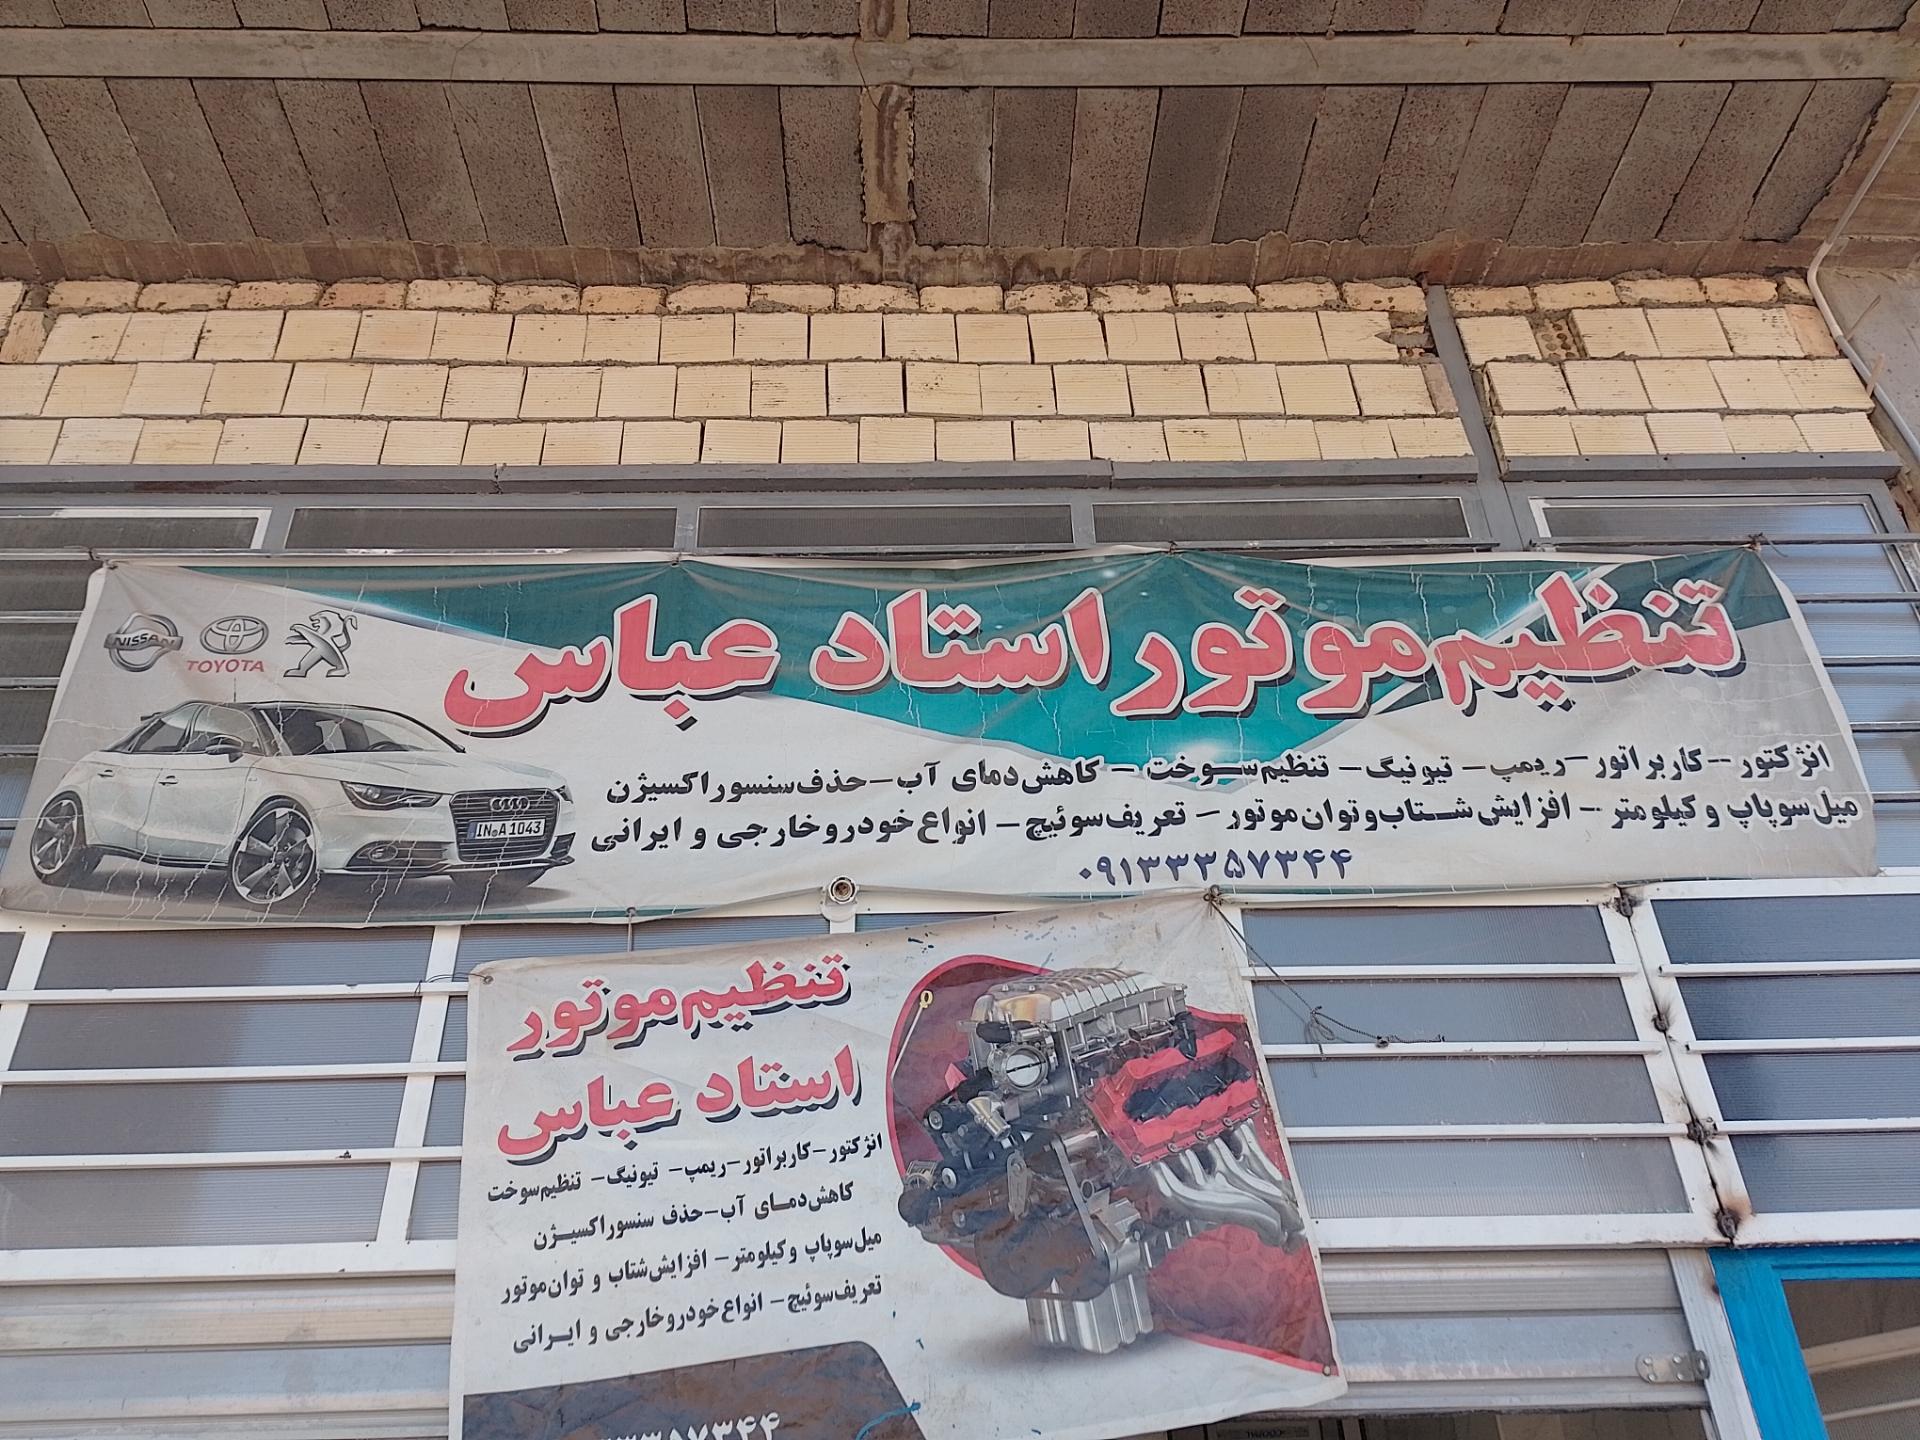 تنظیم موتور استاد عباس
NISSAN
TOYOTA
انژکتور -- کاربراتور - ریمپ - تیونیگ - تنظیم سوخت - کاهش دمای آب - حذف سنسور اکسیژن
میل سوپاپ و کیلومتر - افزایش شتاب و توان موتور - تعریف سوئیچ - انواع خودرو خارجی و ایرانی
IN A 1043
۰۹۱۳۳۳۵۷۳۴۴
تنظیم موتور
استاد عباس
انژکتور - کاربراتور - ریمپ - تیونیگ - تنظیم سوخت
کاهش دمای آب - حذف سنسور اکسیژن
میل سوپاپ و کیلومتر - افزایش شتاب و توان موتور
تعریف سوئیچ - انواع خودرو خارجی و ایرانی